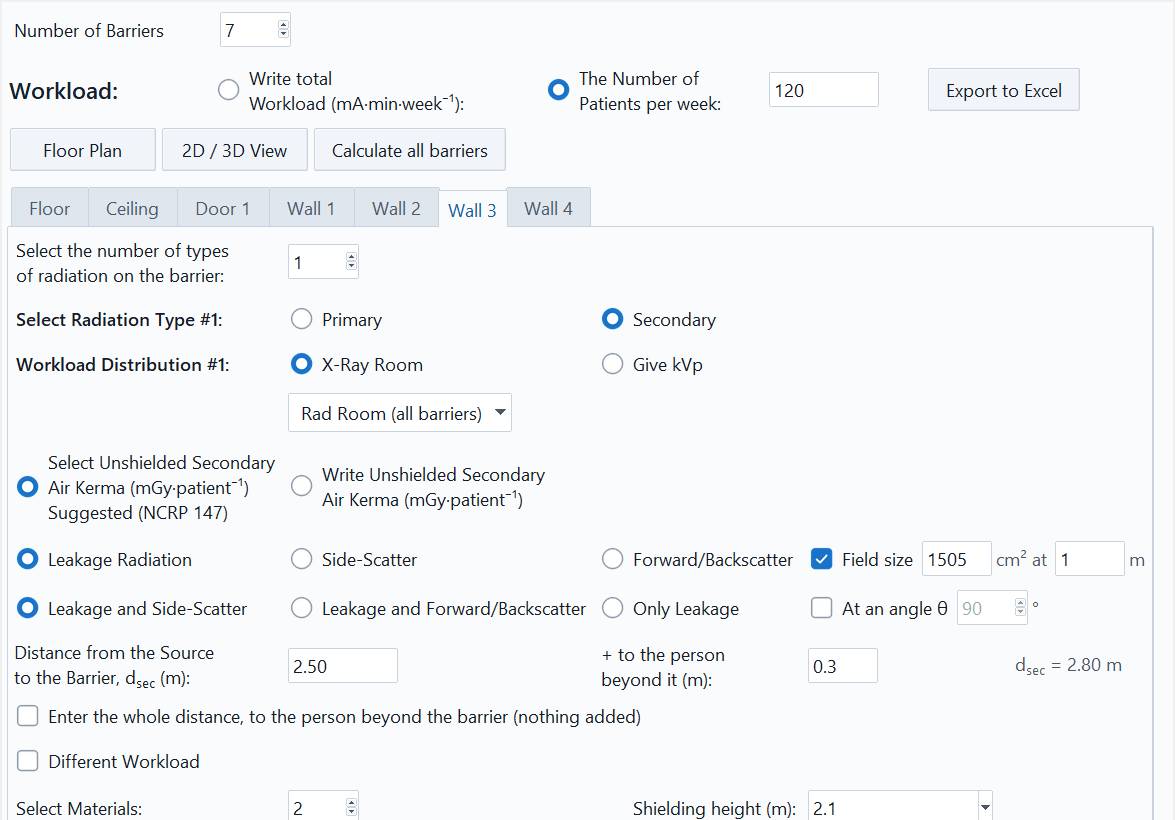 Number of Barriers 7
Workload: Write total Workload (mA·min·week⁻¹): The Number of Patients per week: 120 Export to Excel
Floor Plan 2D / 3D View Calculate all barriers
Floor Ceiling Door 1 Wall 1 Wall 2 Wall 3 Wall 4
Select the number of types
of radiation on the barrier: 1
Select Radiation Type #1: Primary Secondary
Workload Distribution #1: X-Ray Room Give kVp
Rad Room (all barriers)
Select Unshielded Secondary
Air Kerma (mGy·patient⁻¹)
Suggested (NCRP 147)
Write Unshielded Secondary
Air Kerma (mGy·patient⁻¹)
Leakage Radiation Side-Scatter Forward/Backscatter Field size 1505 cm² at 1 m
Leakage and Side-Scatter Leakage and Forward/Backscatter Only Leakage At an angle θ 90 °
Distance from the Source
to the Barrier, dsec (m): 2.50
+ to the person
beyond it (m): 0.3
dsec = 2.80 m
Enter the whole distance, to the person beyond the barrier (nothing added)
Different Workload
Select Materials: 2 Shielding height (m): 2.1